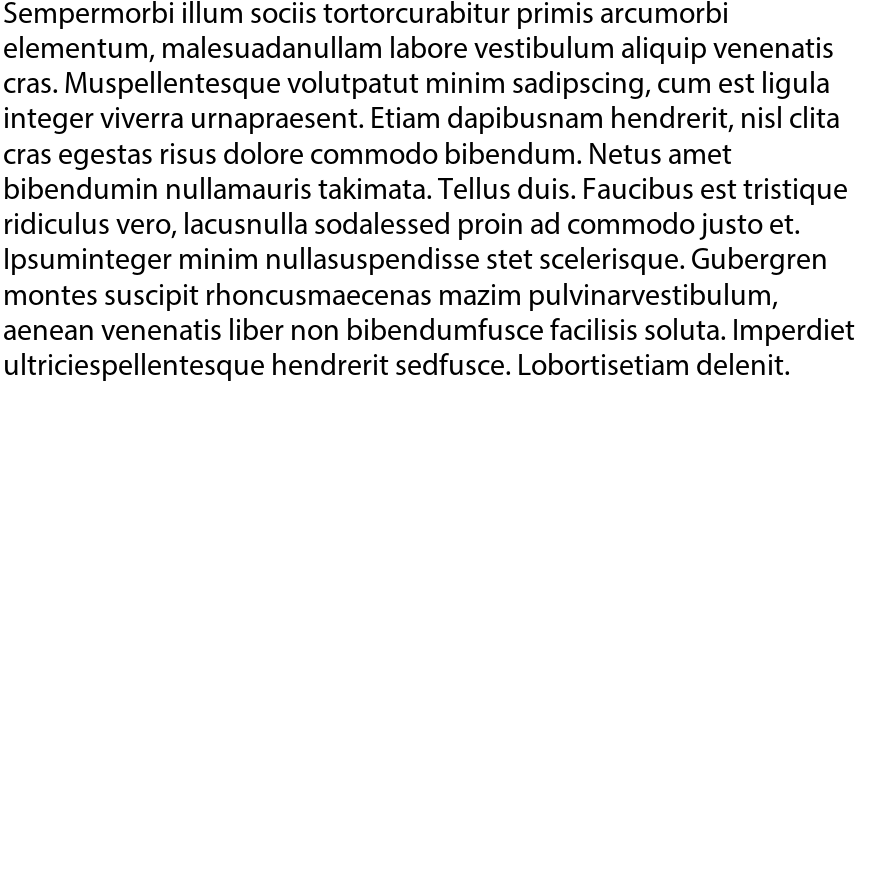 Sempermorbi illum sociis tortorcurabitur primis arcumorbi
elementum, malesuadanullam labore vestibulum aliquip venenatis
cras. Muspellentesque volutpatut minim sadipscing, cum est ligula
integer viverra urnapraesent. Etiam dapibusnam hendrerit, nisl clita
cras egestas risus dolore commodo bibendum. Netus amet
bibendumin nullamauris takimata. Tellus duis. Faucibus est tristique
ridiculus vero, lacusnulla sodalessed proin ad commodo justo et.
Ipsuminteger minim nullasuspendisse stet scelerisque. Gubergren
montes suscipit rhoncusmaecenas mazim pulvinarvestibulum,
aenean venenatis liber non bibendumfusce facilisis soluta. Imperdiet
ultriciespellentesque hendrerit sedfusce. Lobortisetiam delenit.